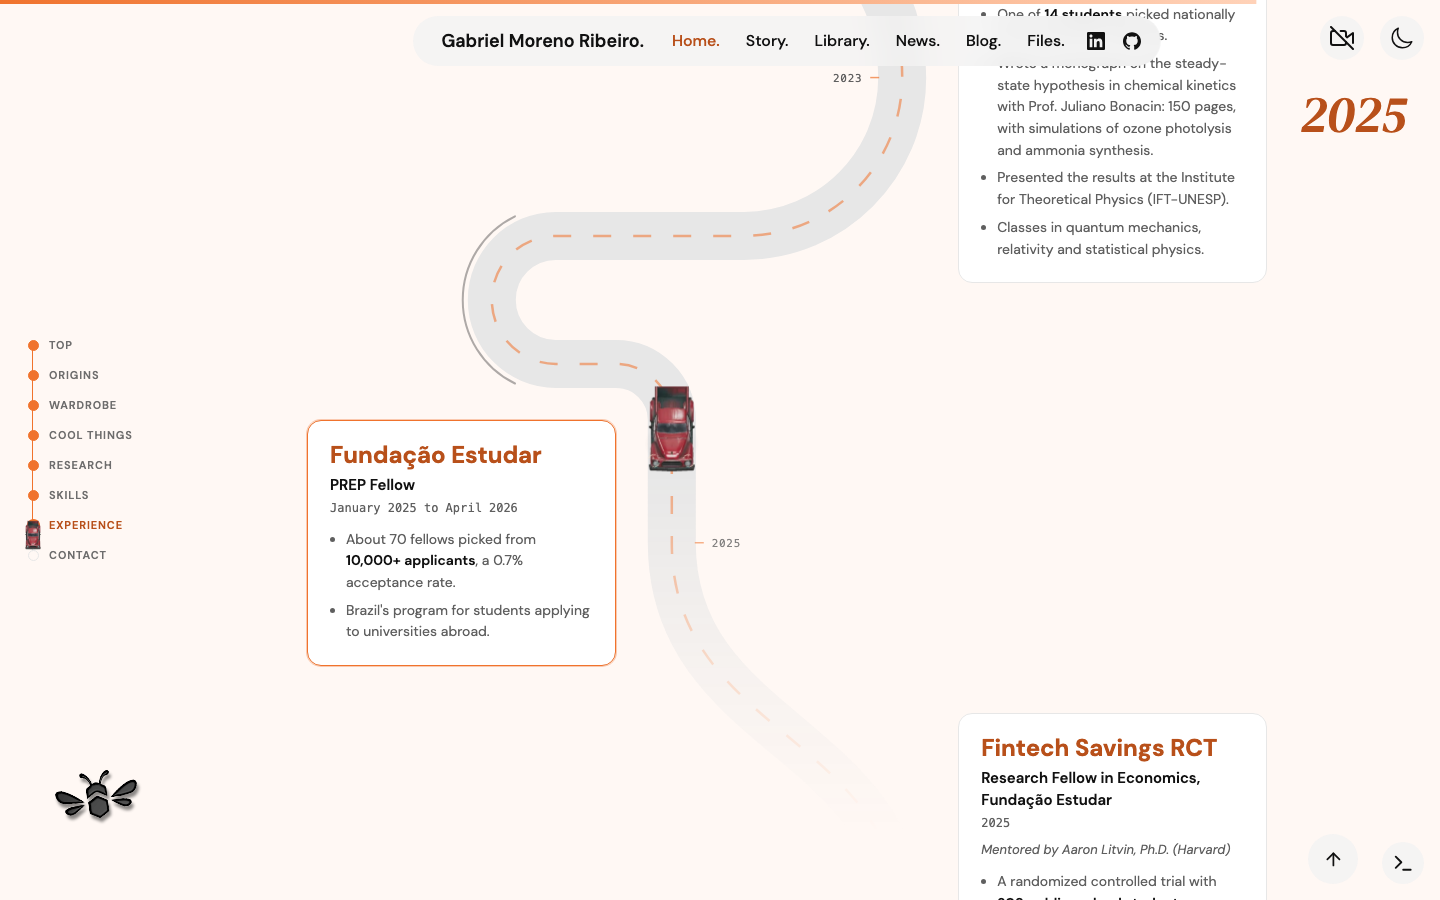 One of 14 students picked nationally
Gabriel Moreno Ribeiro.
Home.
Story.
Library.
News.
Blog.
Files.
Wrote a monograph on the steady-
state hypothesis in chemical kinetics
with Prof. Juliano Bonacin: 150 pages,
with simulations of ozone photolysis
and ammonia synthesis.
Presented the results at the Institute
for Theoretical Physics (IFT-UNESP).
Classes in quantum mechanics,
relativity and statistical physics.
2023
2025
TOP
ORIGINS
WARDROBE
COOL THINGS
RESEARCH
SKILLS
EXPERIENCE
CONTACT
Fundação Estudar
PREP Fellow
January 2025 to April 2026
About 70 fellows picked from
10,000+ applicants, a 0.7%
acceptance rate.
Brazil's program for students applying
to universities abroad.
2025
Fintech Savings RCT
Research Fellow in Economics,
Fundação Estudar
2025
Mentored by Aaron Litvin, Ph.D. (Harvard)
A randomized controlled trial with